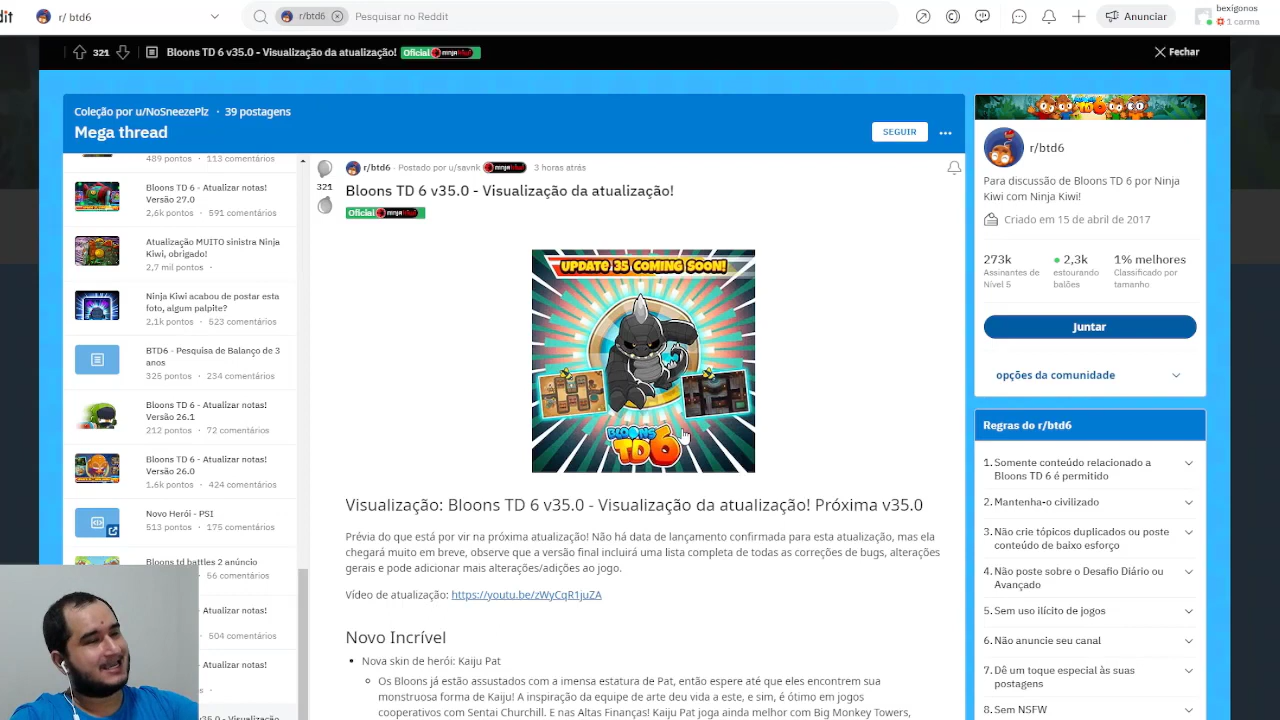 dit
r/ btd6
r/btd6
Pesquisar no Reddit
Anunciar
bexigonos
1 carma
321
Bloons TD 6 v35.0 - Visualização da atualização!
Oficial
Fechar
Coleção por u/NoSneezePlz · 39 postagens
Mega thread
SEGUIR
489 pontos · 113 comentários
Bloons TD 6 - Atualizar notas!
Versão 27.0
2,6k pontos · 591 comentários
Atualização MUITO sinistra Ninja
Kiwi, obrigado!
2,7 mil pontos ·
Ninja Kiwi acabou de postar esta
foto, algum palpite?
2,1k pontos · 523 comentários
BTD6 - Pesquisa de Balanço de 3
anos
325 pontos · 234 comentários
Bloons TD 6 - Atualizar notas!
Versão 26.1
212 pontos · 72 comentários
Bloons TD 6 - Atualizar notas!
Versão 26.0
1,6k pontos · 424 comentários
Novo Herói - PSI
513 pontos · 175 comentários
Bloons td battles 2 anúncio
56 comentários
Atualizar notas!
504 comentários
Atualizar notas!
v35.0 - Visualização
r/btd6 · Postado por u/savnk
ninja kiwi
3 horas atrás
321
Bloons TD 6 v35.0 - Visualização da atualização!
Oficial
UPDATE 35 COMING SOON!
BLOONS
TD 6
Visualização: Bloons TD 6 v35.0 - Visualização da atualização! Próxima v35.0
Prévia do que está por vir na próxima atualização! Não há data de lançamento confirmada para esta atualização, mas ela
chegará muito em breve, observe que a versão final incluirá uma lista completa de todas as correções de bugs, alterações
gerais e pode adicionar mais alterações/adições ao jogo.
Vídeo de atualização: https://youtu.be/zWyCqR1juZA
Novo Incrível
• Nova skin de herói: Kaiju Pat
Os Bloons já estão assustados com a imensa estatura de Pat, então espere até que eles encontrem sua
monstruosa forma de Kaiju! A inspiração da equipe de arte deu vida a este, e sim, é ótimo em jogos
cooperativos com Sentai Churchill. E nas Altas Finanças! Kaiju Pat joga ainda melhor com Big Monkey Towers,
r/btd6
Para discussão de Bloons TD 6 por Ninja
Kiwi com Ninja Kiwi!
Criado em 15 de abril de 2017
273k
2,3k
1% melhores
Assinantes de
Nível 5
estourando
balões
Classificado por
tamanho
Juntar
opções da comunidade
Regras do r/btd6
1. Somente conteúdo relacionado a
Bloons TD 6 é permitido
2. Mantenha-o civilizado
3. Não crie tópicos duplicados ou poste
conteúdo de baixo esforço
4. Não poste sobre o Desafio Diário ou
Avançado
5. Sem uso ilícito de jogos
6. Não anuncie seu canal
7. Dê um toque especial às suas
postagens
8. Sem NSFW